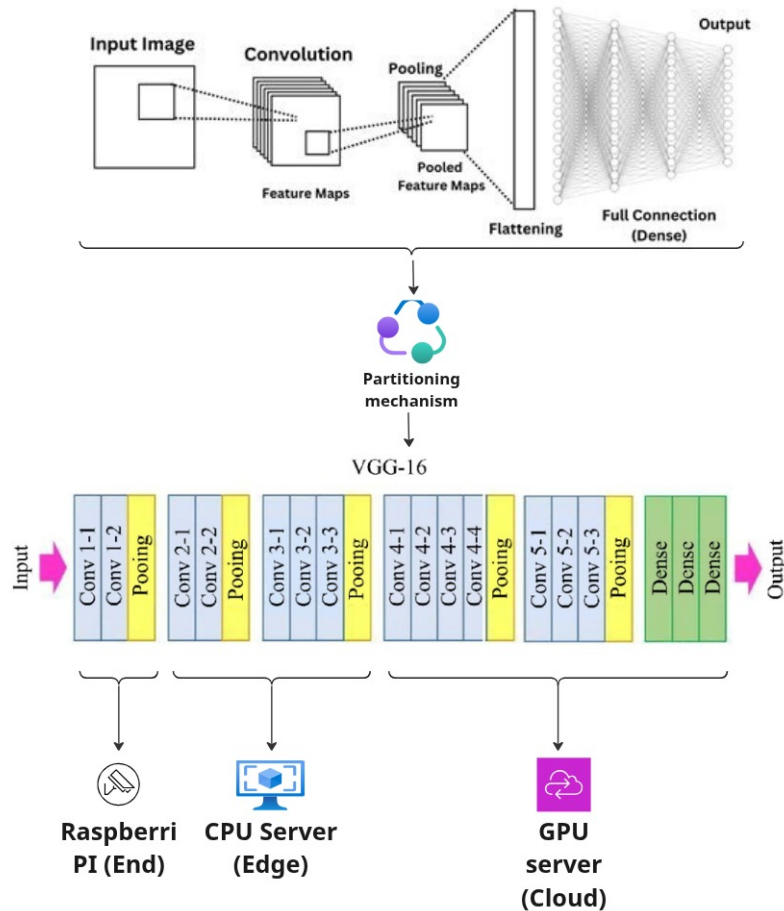 Input Image
Convolution
Feature Maps
Pooling
Pooled
Feature Maps
Flattening
Output
Full Connection
(Dense)
Partitioning
mechanism
VGG-16
Input
Conv 1-1
Conv 1-2
Pooing
Conv 2-1
Conv 2-2
Pooing
Conv 3-1
Conv 3-2
Conv 3-3
Pooing
Conv 4-1
Conv 4-2
Conv 4-3
Conv 4-4
Pooing
Conv 5-1
Conv 5-2
Conv 5-3
Pooing
Dense
Dense
Dense
Output
Raspberri
PI (End)
CPU Server
(Edge)
GPU
server
(Cloud)